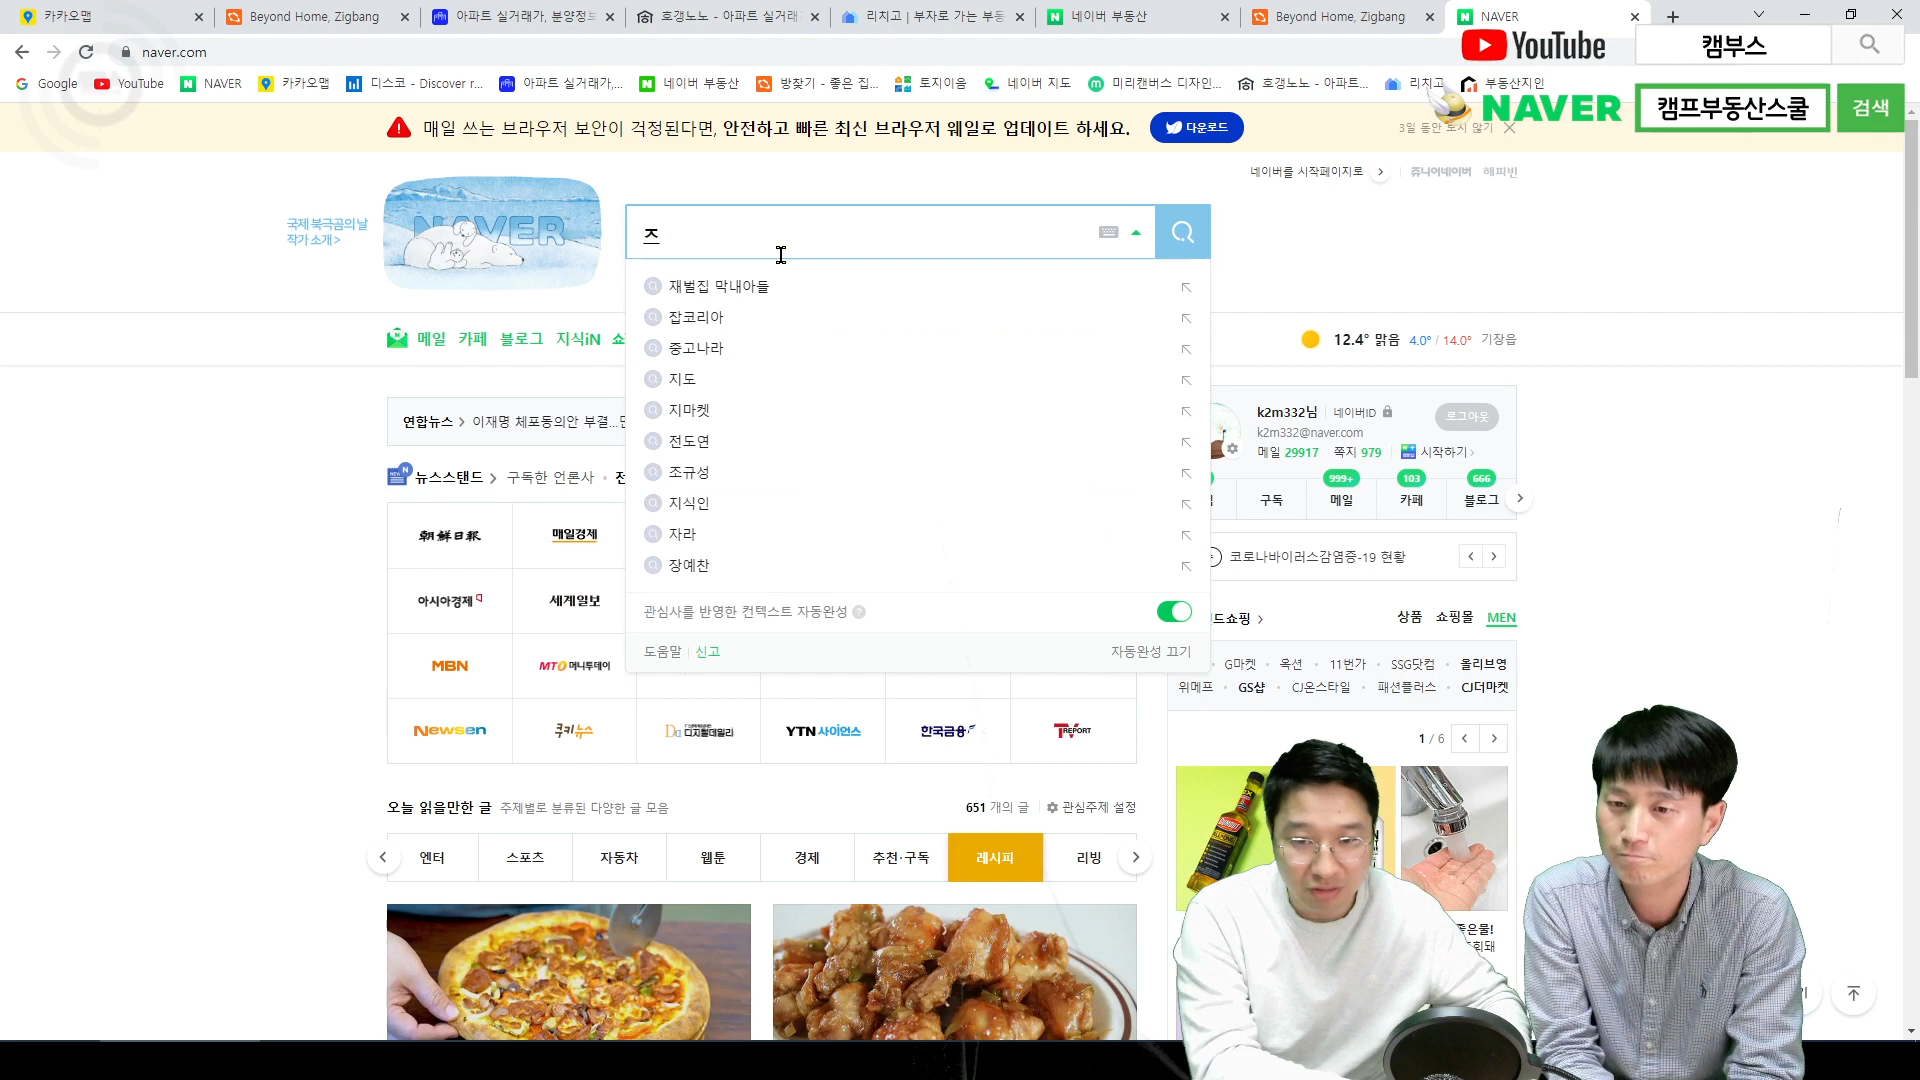 카카오맵
Beyond Home, Zigbang
아파트 실거래가, 분양정보
호갱노노 - 아파트 실거래
리치고 | 부자로 가는 부동
네이버 부동산
Beyond Home, Zigbang
NAVER
naver.com
YouTube
캠부스
Google
YouTube
NAVER
카카오맵
디스코 - Discover r...
아파트 실거래가,...
네이버 부동산
방찾기 - 좋은 집...
토지이음
네이버 지도
미리캔버스 디자인...
호갱노노 - 아파트...
리치고
부동산지인
NAVER
캠프부동산스쿨
검색
매일 쓰는 브라우저 보안이 걱정된다면, 안전하고 빠른 최신 브라우저 웨일로 업데이트 하세요.
다운로드
3일 동안 보지 않기
네이버를 시작페이지로
쥬니어네이버
해피빈
국제 북극곰의 날
작가 소개 >
NAVER
ㅈ
재벌집 막내아들
잡코리아
중고나라
지도
지마켓
전도연
조규성
지식인
자라
장예찬
관심사를 반영한 컨텍스트 자동완성
도움말
신고
자동완성 끄기
메일
카페
블로그
지식iN
쇼
12.4° 맑음
4.0° / 14.0°
기장읍
연합뉴스 > 이재명 체포동의안 부결...민
k2m332님
네이버ID
로그아웃
k2m332@naver.com
메일 29917
쪽지 979
시작하기 >
뉴스스탠드 > 구독한 언론사 • 전
999+
103
666
구독
메일
카페
블로그
朝鮮日報
매일경제
코로나바이러스감염증-19 현황
아시아경제
세계일보
드쇼핑 >
상품
쇼핑몰
MEN
MBN
MTO 머니투데이
G마켓
옥션
11번가
SSG닷컴
올리브영
위메프
GS샵
CJ온스타일
패션플러스
CJ더마켓
Newsen
쿠키뉴스
디지털데일리
YTN 사이언스
한국금융
TV REPORT
1 / 6
오늘 읽을만한 글
주제별로 분류된 다양한 글 모음
651 개의 글
관심주제 설정
엔터
스포츠
자동차
웹툰
경제
추천·구독
레시피
리빙
좋은물!